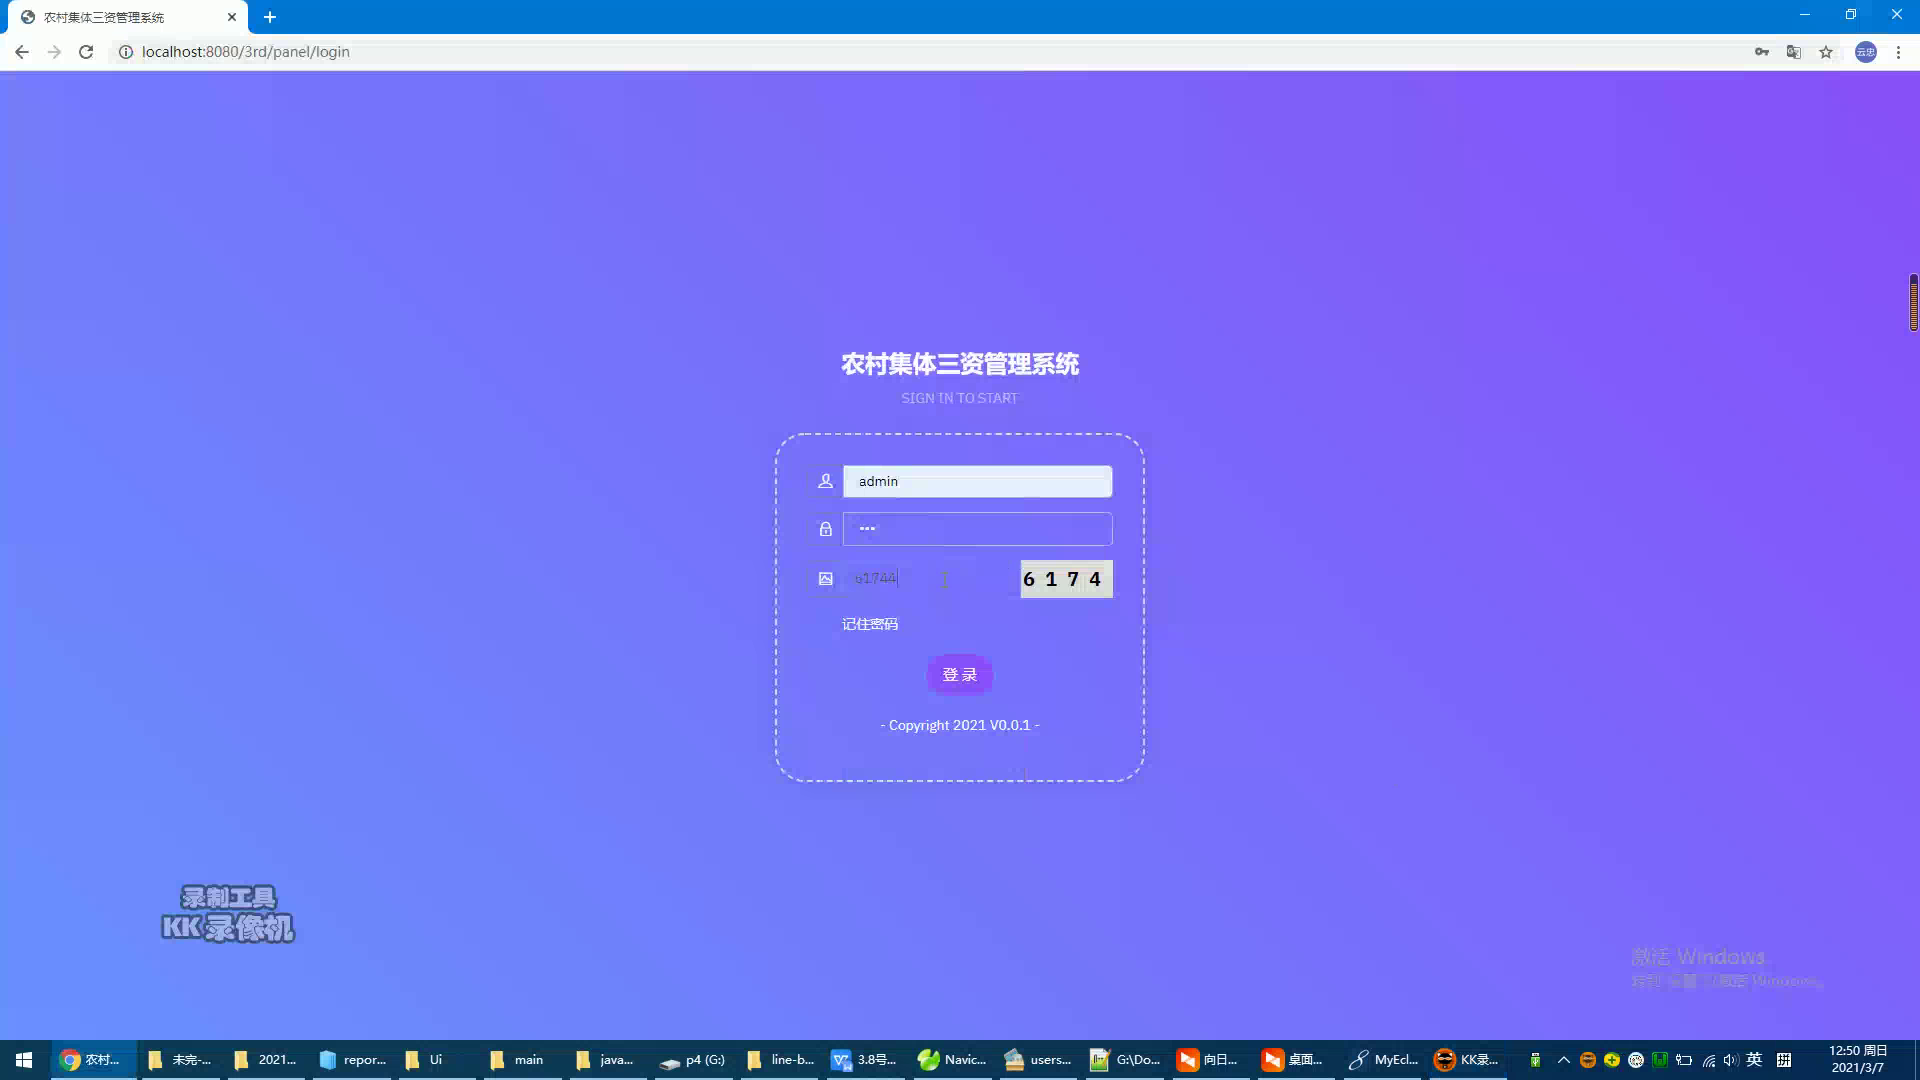 农村集体三资管理系统
localhost:8080/3rd/panel/login
云忠
农村集体三资管理系统
SIGN IN TO START
admin
6 1 7 4
记住密码
登 录
- Copyright 2021 V0.0.1 -
录制工具
KK 录像机
激活 Windows
农村...
未完-...
2021...
repor...
Ui
main
java...
p4 (G:)
line-b...
3.8号...
Navic...
users...
G:\Do...
向日...
桌面...
MyEcl...
KK录...
英
拼
12:50 周日
2021/3/7